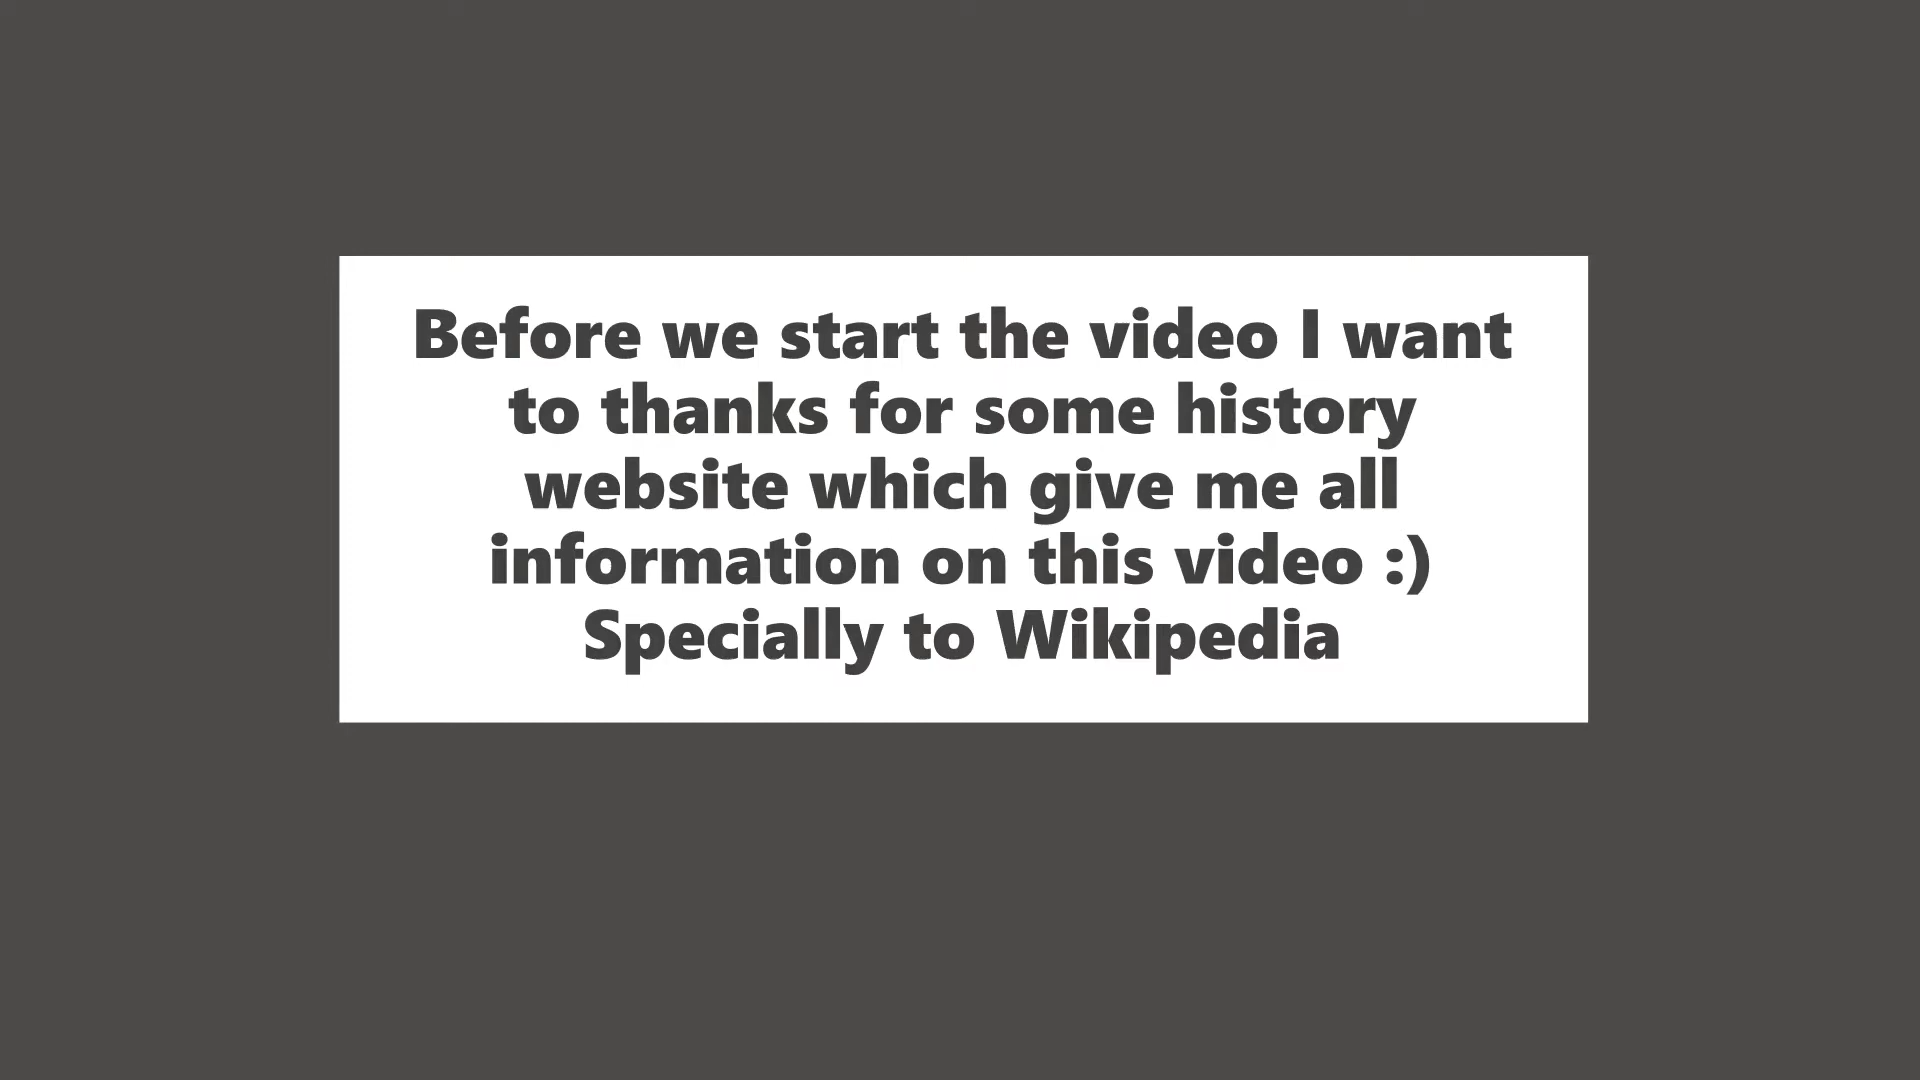 Before we start the video I want
to thanks for some history
website which give me all
information on this video :)
Specially to Wikipedia